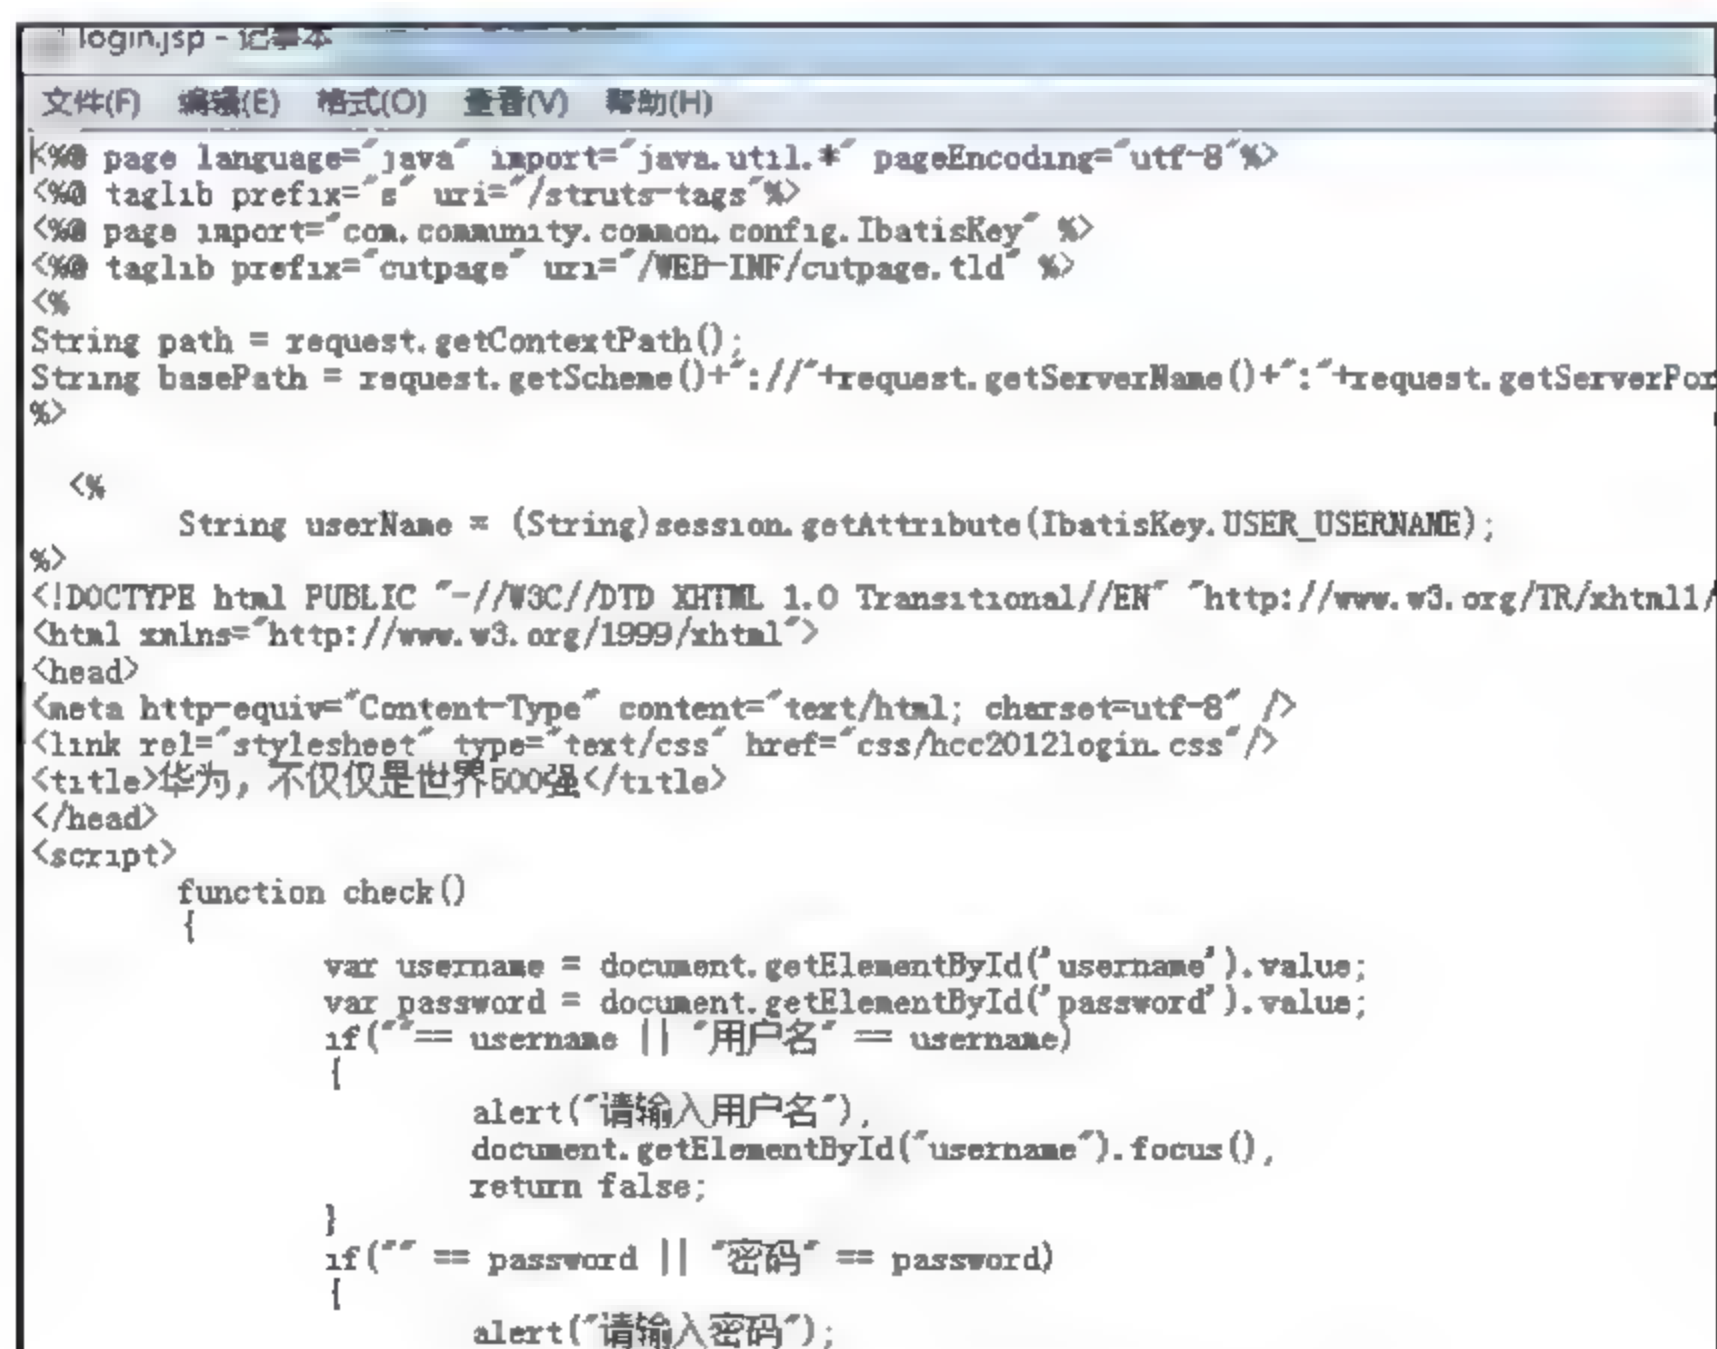 login.jsp - 记事本
文件(F) 编辑(E) 格式(O) 查看(V) 帮助(H)
<%@ page language="java" import="java.util.*" pageEncoding="utf-8"%>
<%@ taglib prefix="s" uri="/struts-tags"%>
<%@ page import="com.community.common.config.IbatisKey" %>
<%@ taglib prefix="cutpage" uri="/WEB-INF/cutpage.tld" %>
<%
String path = request.getContextPath();
String basePath = request.getScheme()+"://"+request.getServerName()+":"+request.getServerPor
%>
<%
String userName = (String)session.getAttribute(IbatisKey.USER_USERNAME);
%>
<!DOCTYPE html PUBLIC "-//W3C//DTD XHTML 1.0 Transitional//EN" "http://www.w3.org/TR/xhtml1/
<html xmlns="http://www.w3.org/1999/xhtml">
<head>
<meta http-equiv="Content-Type" content="text/html; charset=utf-8" />
<link rel="stylesheet" type="text/css" href="css/hcc2012login.css"/>
<title>华为，不仅仅是世界500强</title>
</head>
<script>
function check()
{
var username = document.getElementById('username').value;
var password = document.getElementById('password').value;
if(""== username || "用户名" == username)
{
alert("请输入用户名"),
document.getElementById("username").focus(),
return false;
}
if("" == password || "密码" == password)
{
alert("请输入密码");